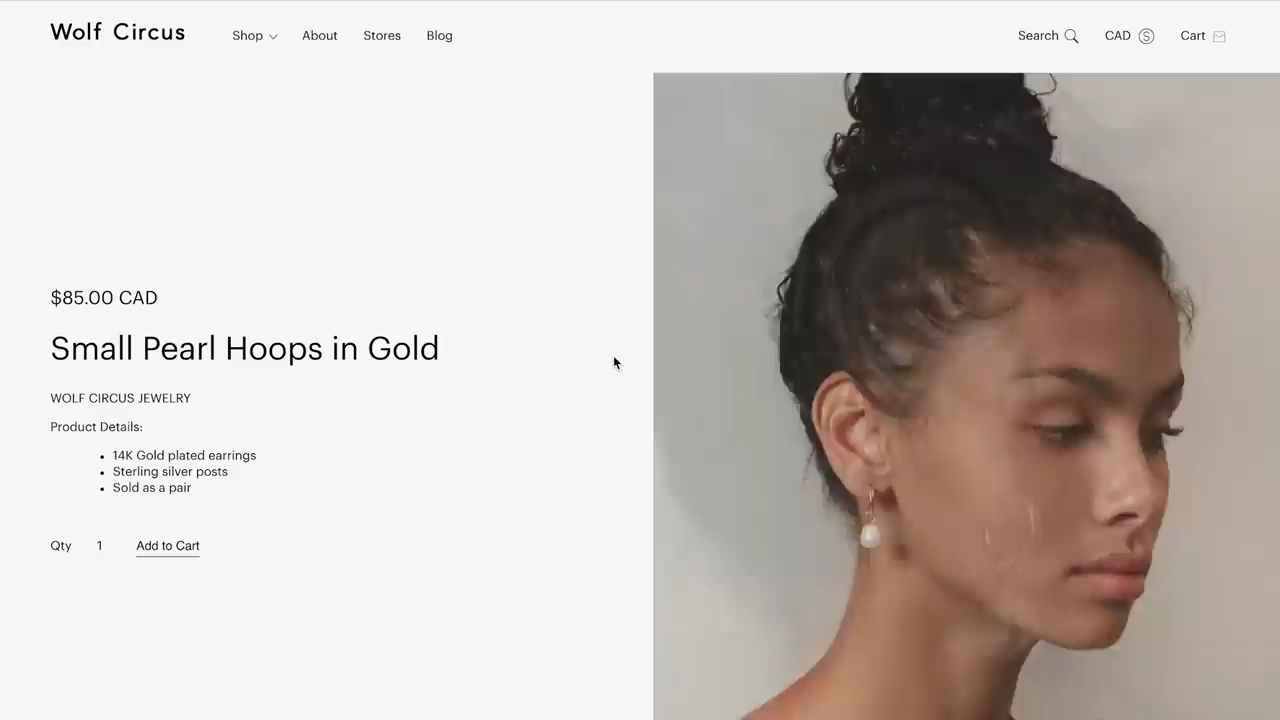 Wolf Circus
Shop About Stores Blog
Search CAD Cart
$85.00 CAD
Small Pearl Hoops in Gold
WOLF CIRCUS JEWELRY
Product Details:
14K Gold plated earrings
Sterling silver posts
Sold as a pair
Qty 1 Add to Cart